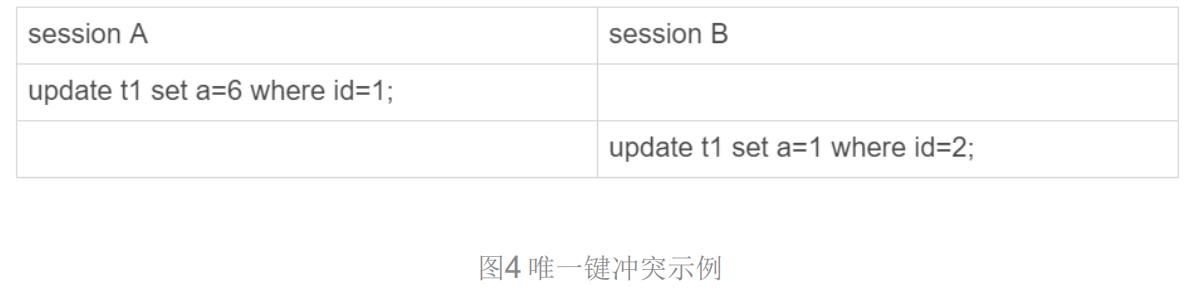 session A
session B
update t1 set a=6 where id=1;
update t1 set a=1 where id=2;
图4 唯一键冲突示例